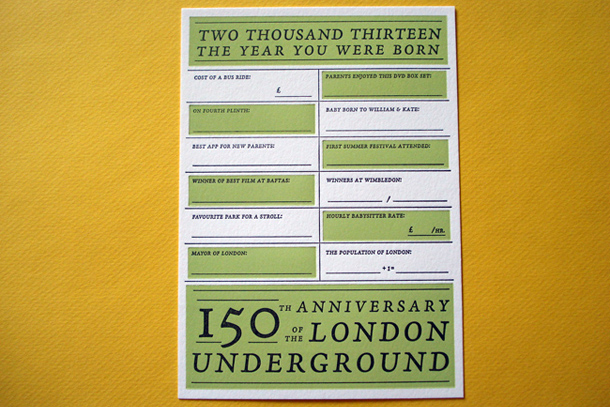 TWO THOUSAND THIRTEEN
THE YEAR YOU WERE BORN
COST OF A BUS RIDE:
£
PARENTS ENJOYED THIS DVD BOX SET:
ON FOURTH PLINTH:
BABY BORN TO WILLIAM & KATE:
BEST APP FOR NEW PARENTS:
FIRST SUMMER FESTIVAL ATTENDED:
WINNER OF BEST FILM AT BAFTAS:
WINNERS AT WIMBLEDON:
/
FAVOURITE PARK FOR A STROLL:
HOURLY BABYSITTER RATE:
£ /HR.
MAYOR OF LONDON:
THE POPULATION OF LONDON:
+1=
150TH ANNIVERSARY
OF THE LONDON
UNDERGROUND